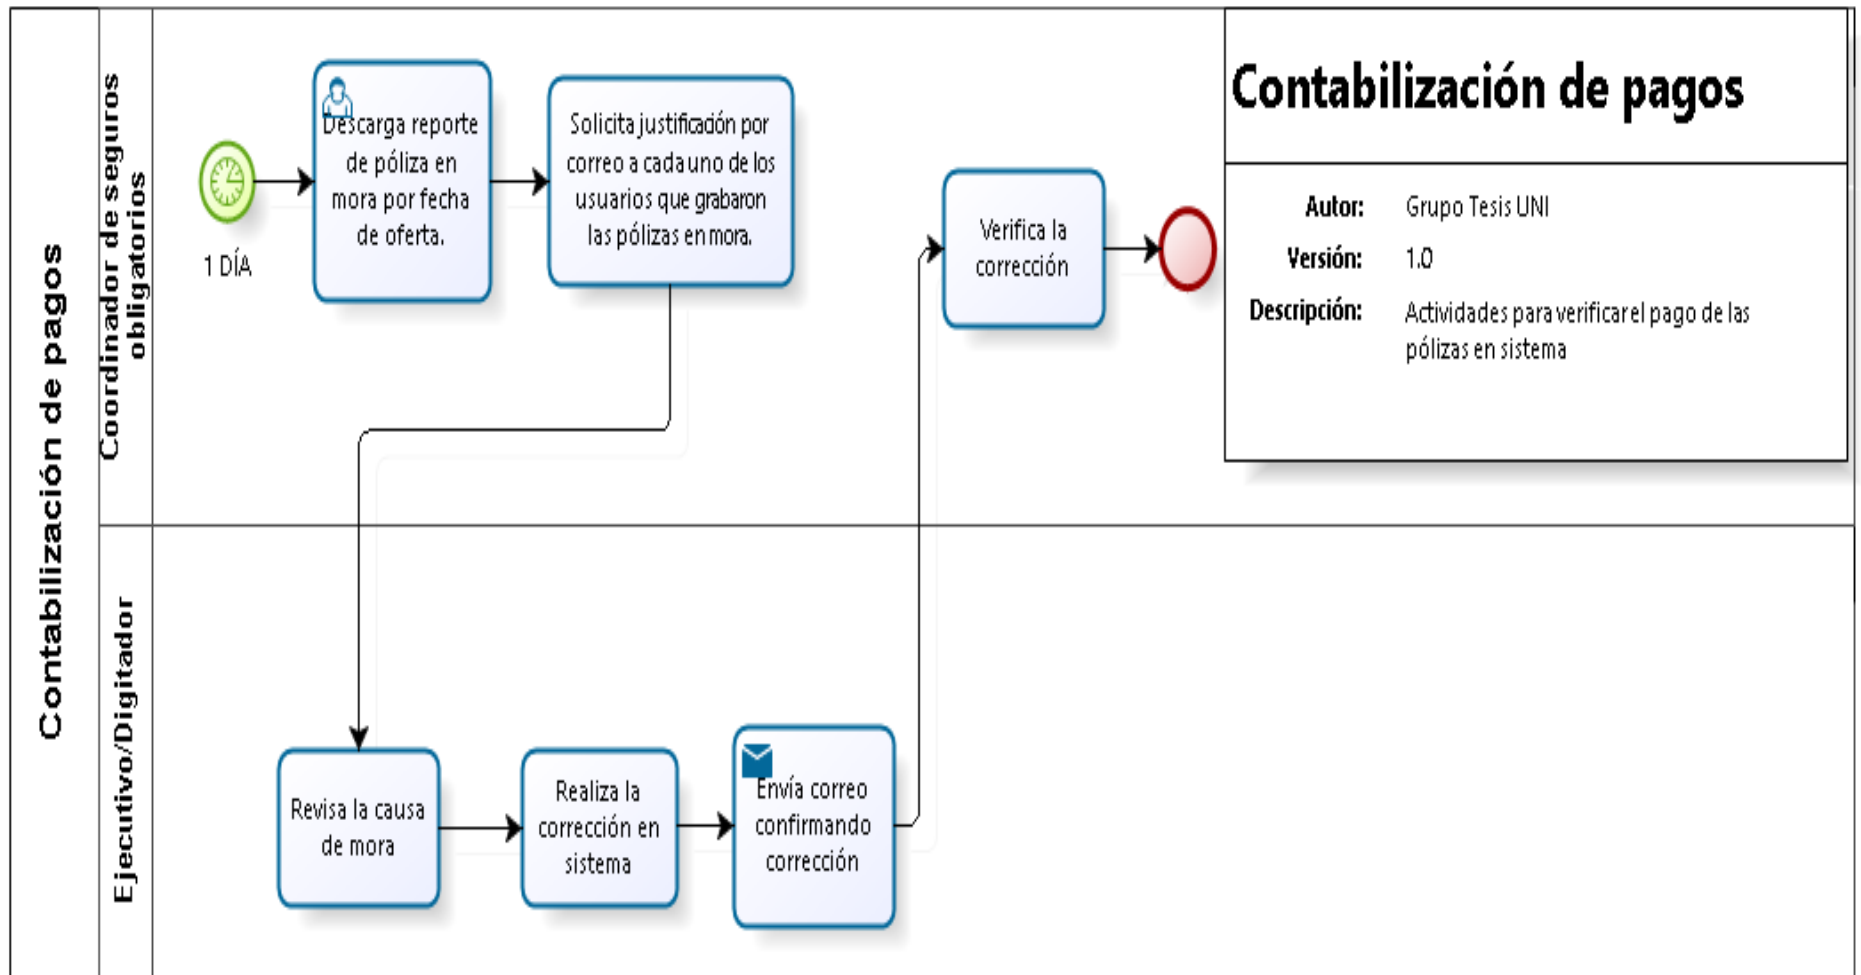 Contabilización de pagos
Coordinador de seguros
obligatorios
1 DÍA
Descarga reporte
de póliza en
mora por fecha
de oferta.
Solicita justificación por
correo a cada uno de los
usuarios que grabaron
las pólizas en mora.
Verifica la
corrección
Contabilización de pagos
Autor: Grupo Tesis UNI
Versión: 1.0
Descripción: Actividades para verificar el pago de las
pólizas en sistema
Ejecutivo/Digitador
Revisa la causa
de mora
Realiza la
corrección en
sistema
Envía correo
confirmando
corrección